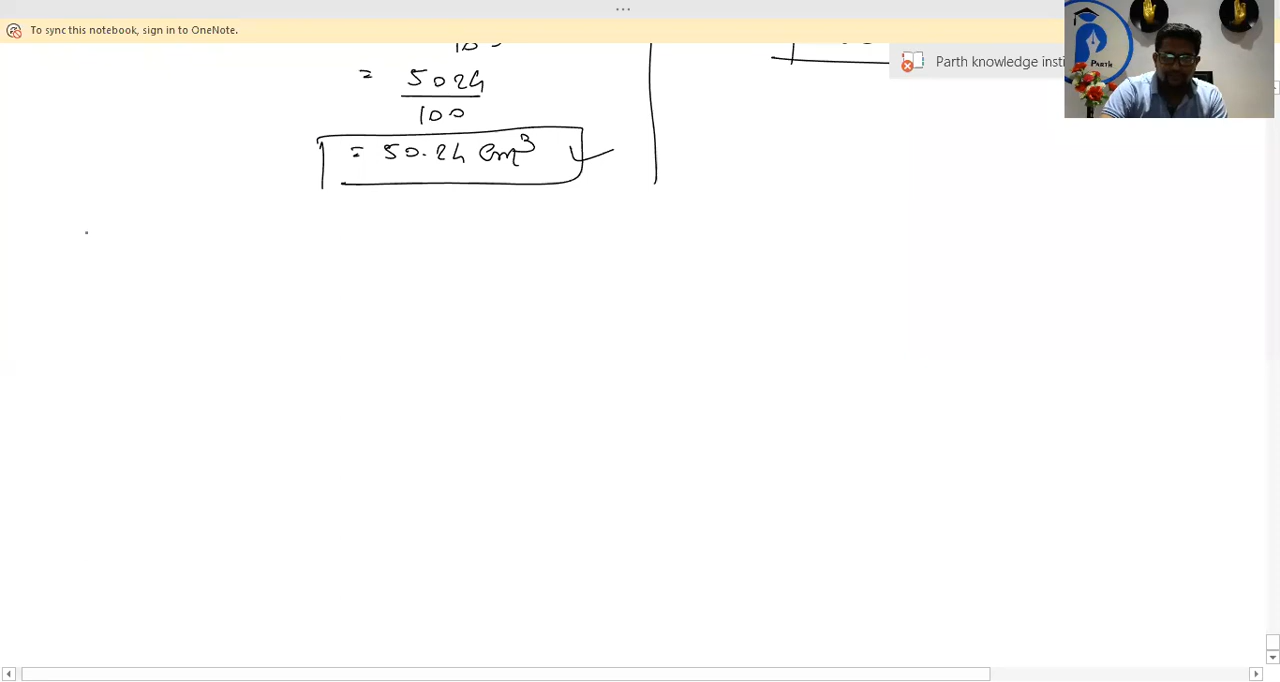 To sync this notebook, sign in to OneNote.
Parth knowledge insti
PARTH
= 5024
100
= 50.24 cm³